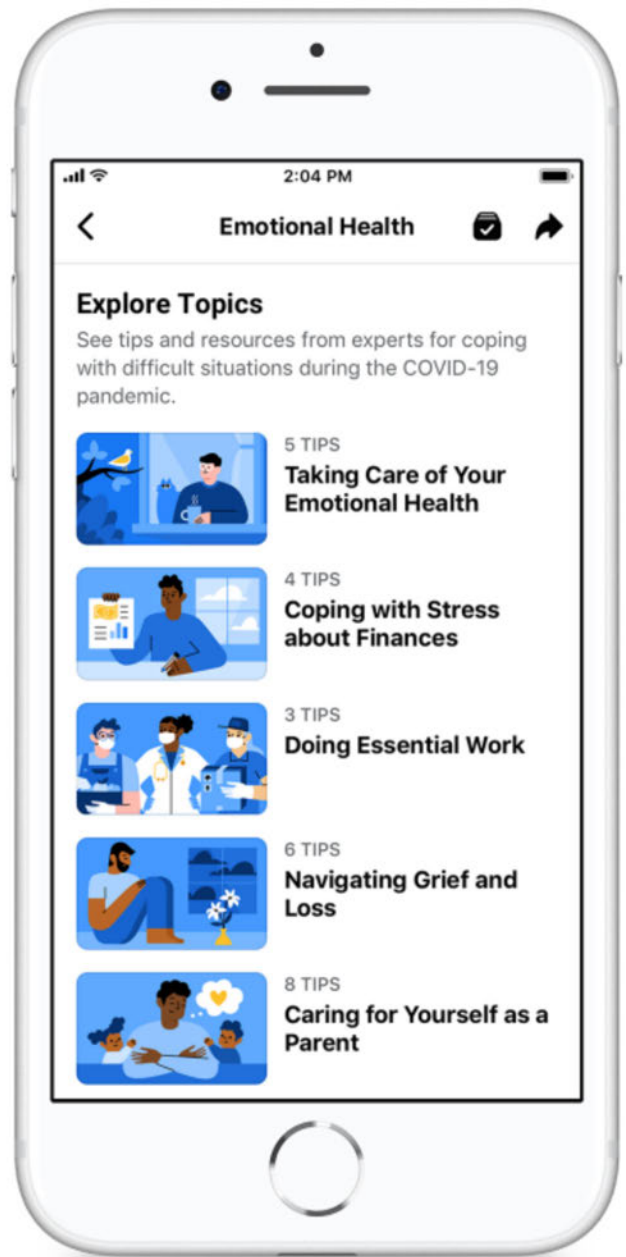 2:04 PM
Emotional Health
Explore Topics
See tips and resources from experts for coping
with difficult situations during the COVID-19
pandemic.
5 TIPS
Taking Care of Your
Emotional Health
4 TIPS
Coping with Stress
about Finances
3 TIPS
Doing Essential Work
6 TIPS
Navigating Grief and
Loss
8 TIPS
Caring for Yourself as a
Parent